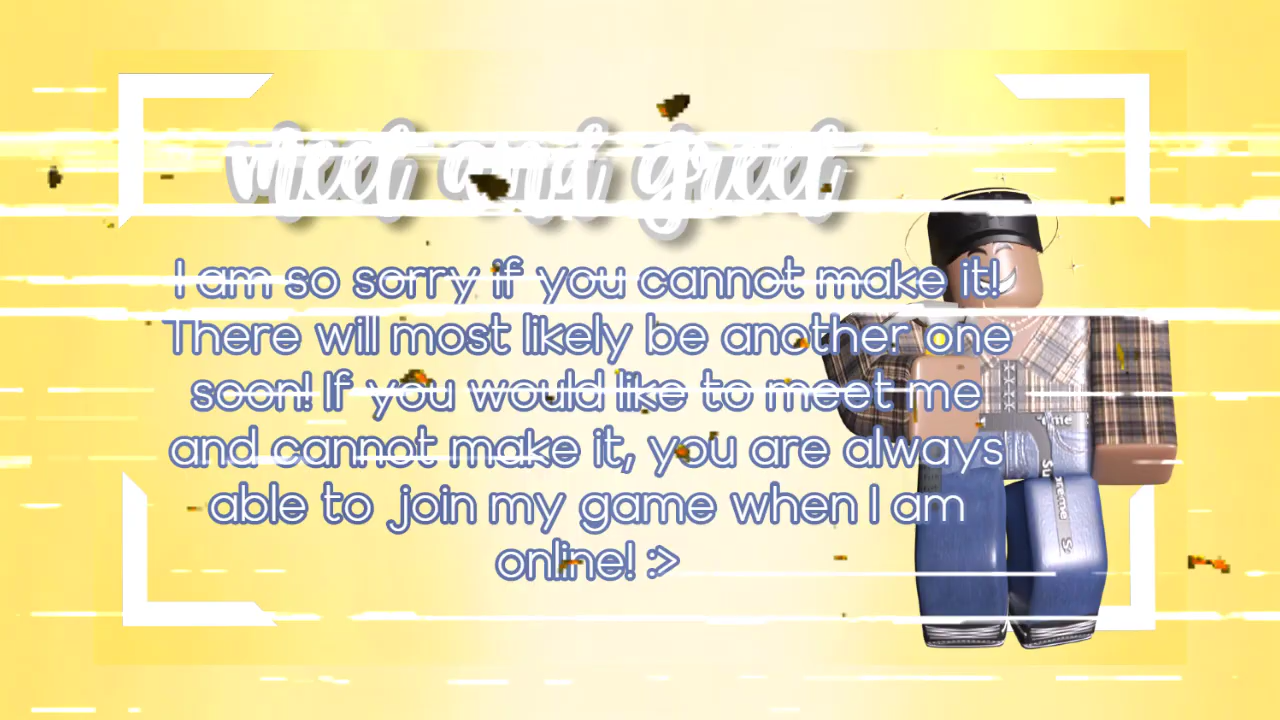 meet and greet
I am so sorry if you cannot make it!
There will most likely be another one
soon! If you would like to meet me
and cannot make it, you are always
able to join my game when I am
online! :>